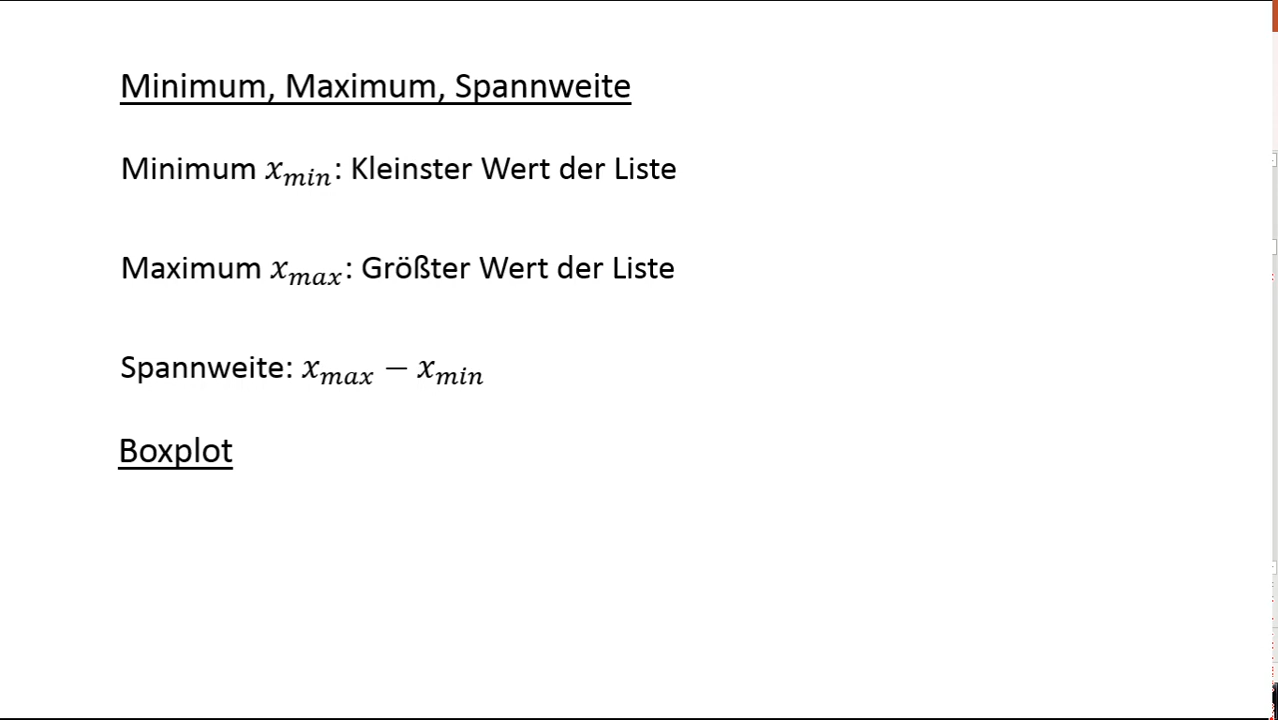 Minimum, Maximum, Spannweite
Minimum x_min: Kleinster Wert der Liste
Maximum x_max: Größter Wert der Liste
Spannweite: x_max − x_min
Boxplot